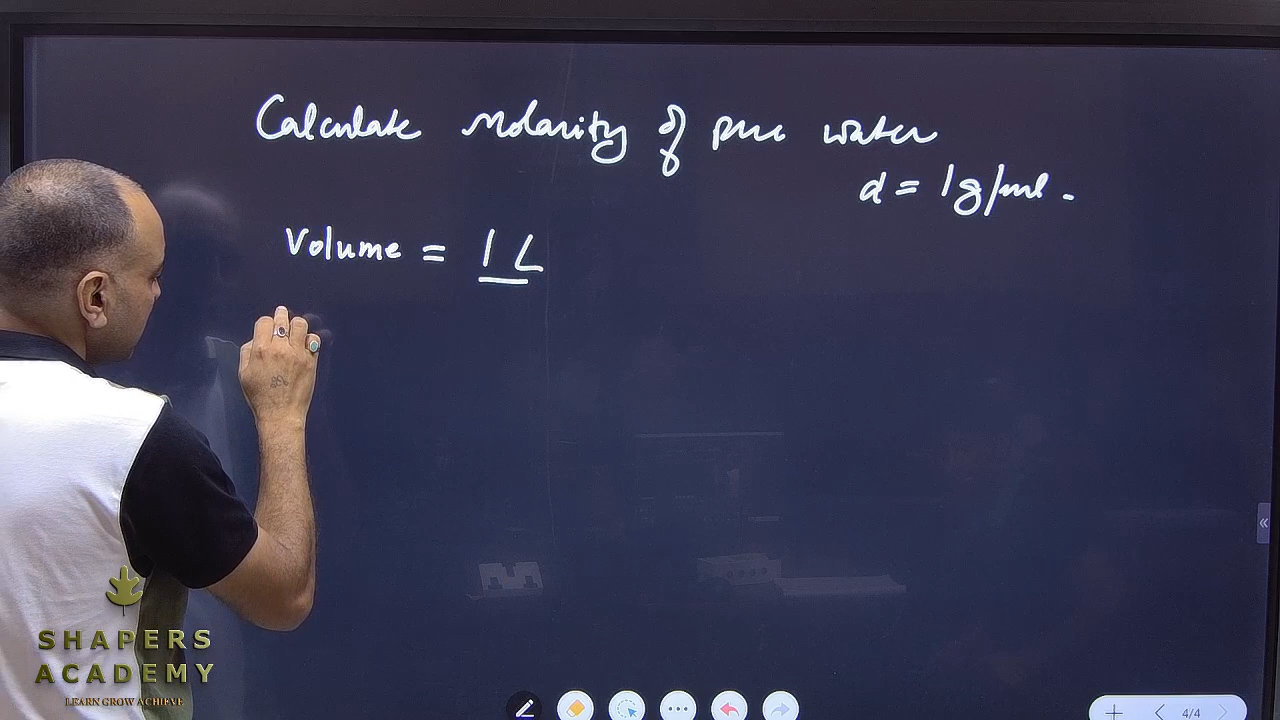 Calculate Molarity of pure water
d = 1g/ml.
Volume = 1 L
SHAPERS
ACADEMY
LEARN GROW ACHIEVE
4/4